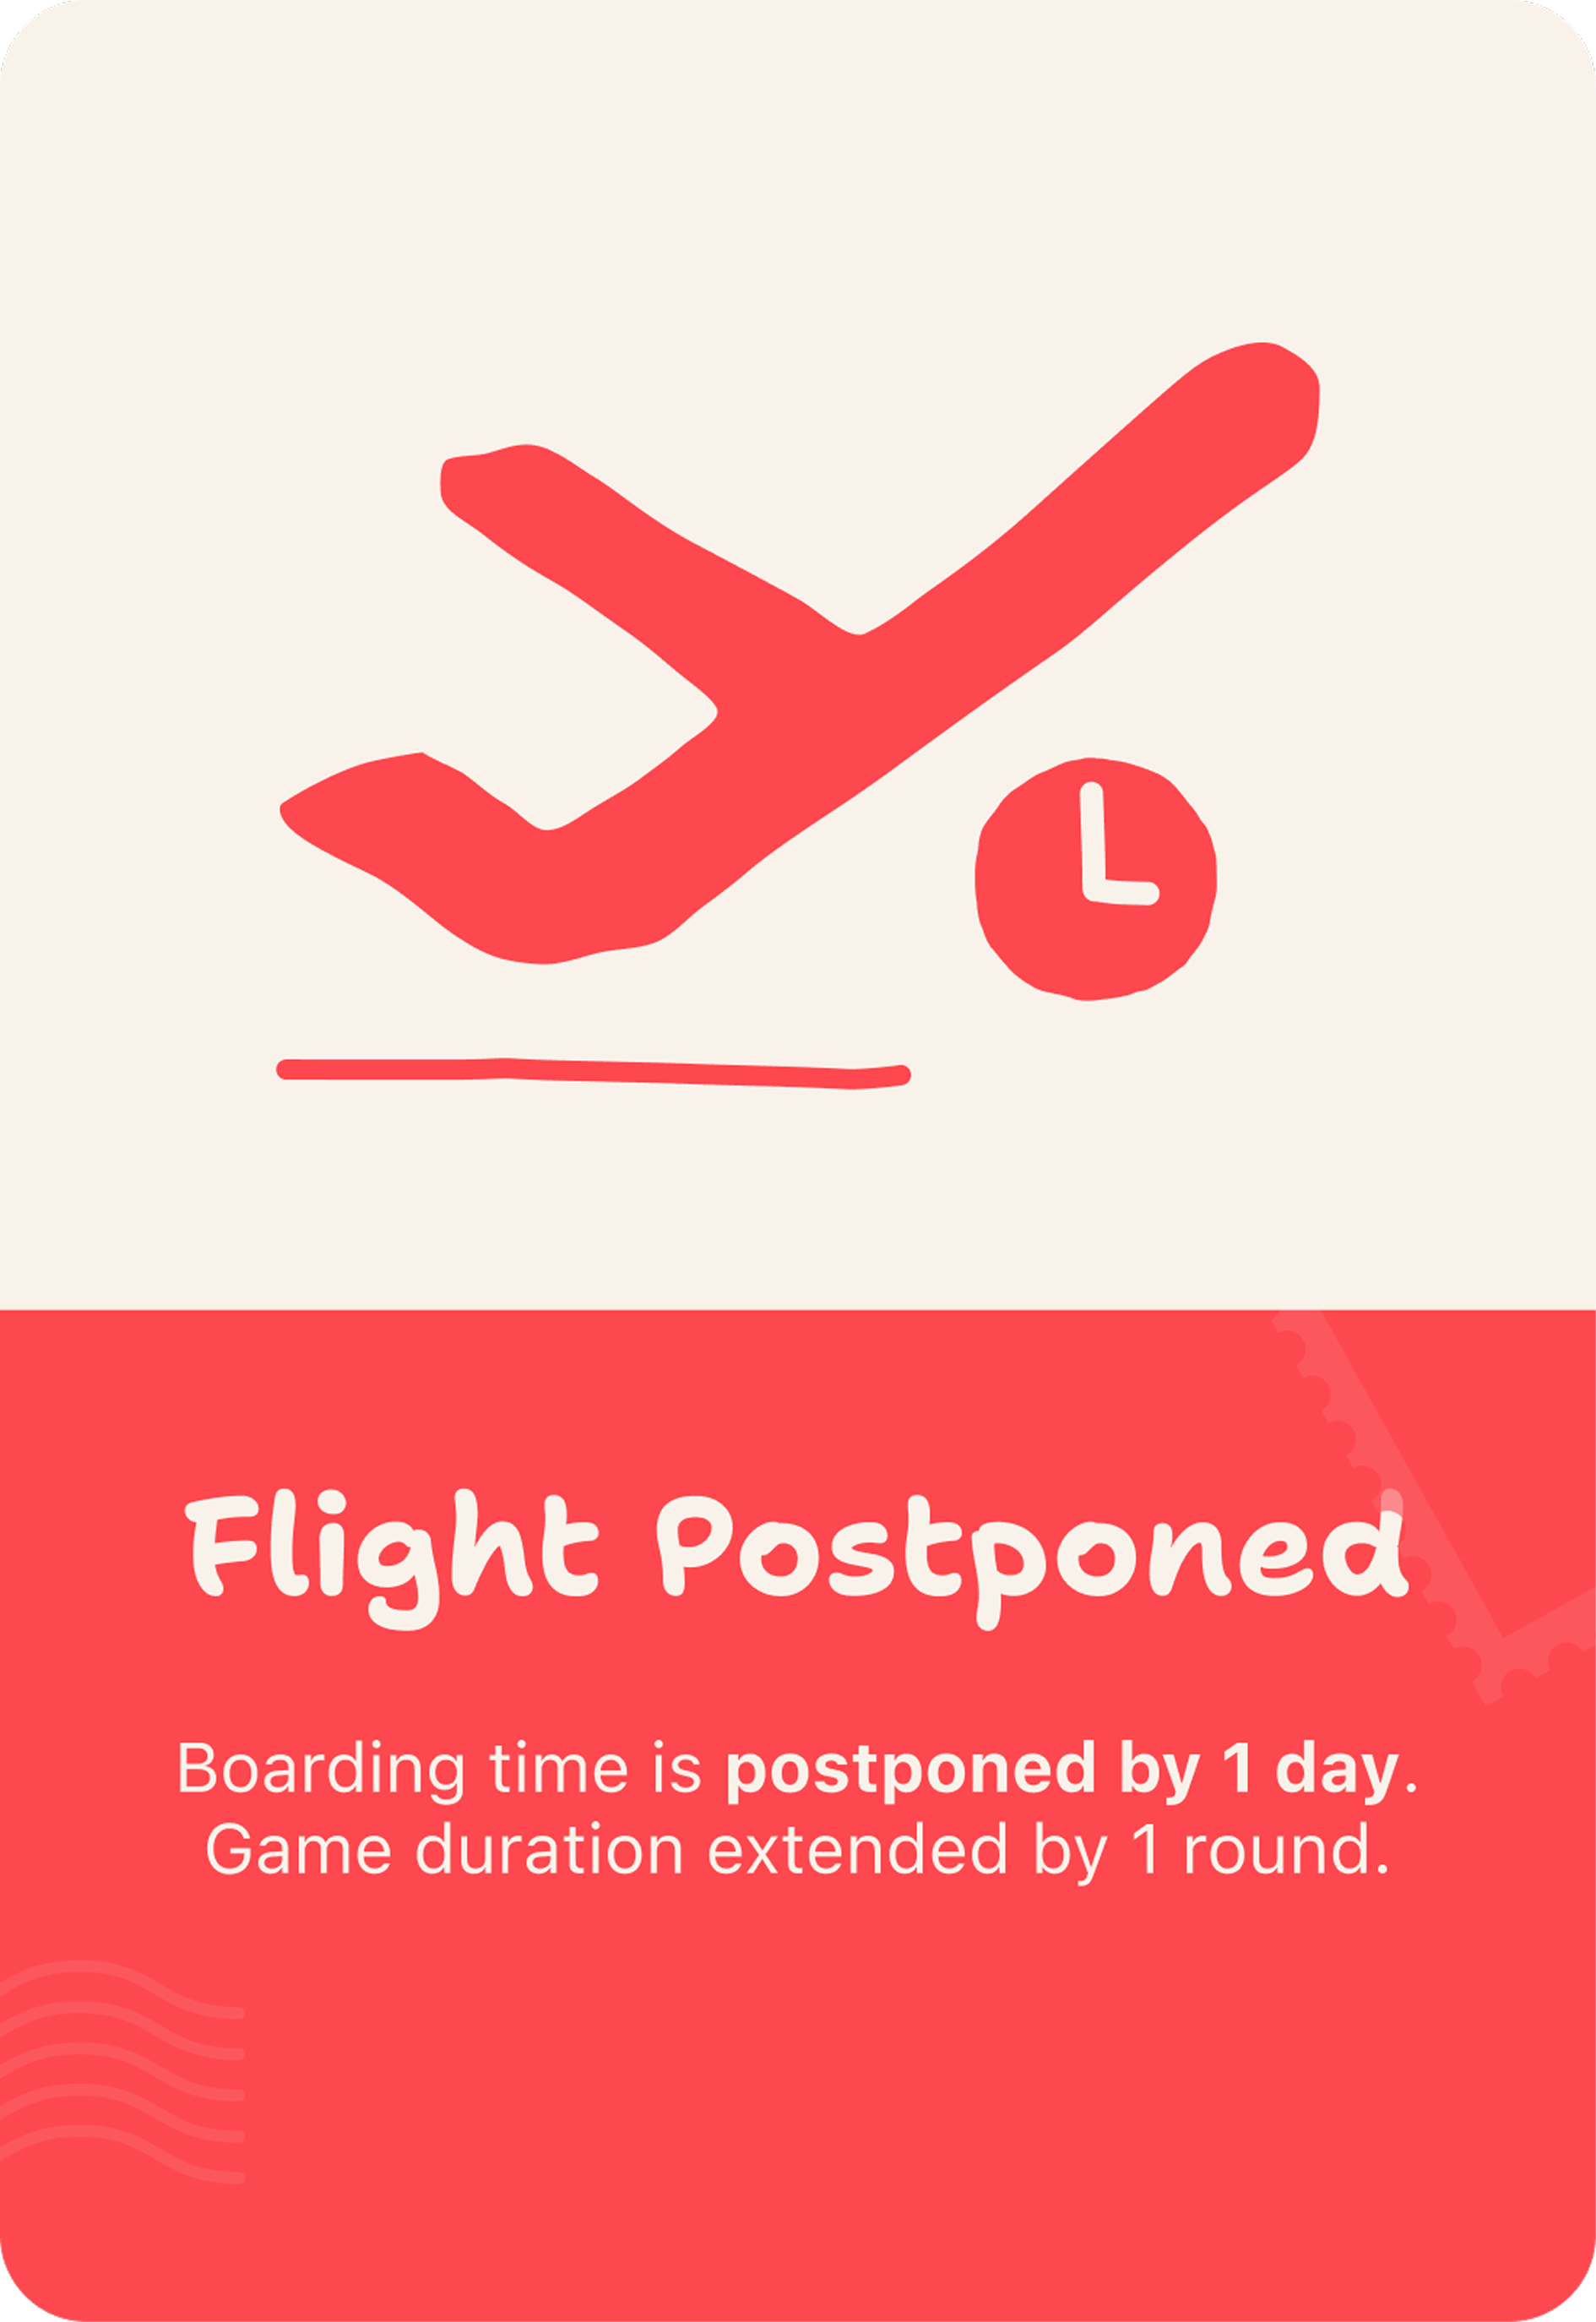 Flight Postponed
Boarding time is postponed by 1 day.
Game duration extended by 1 round.